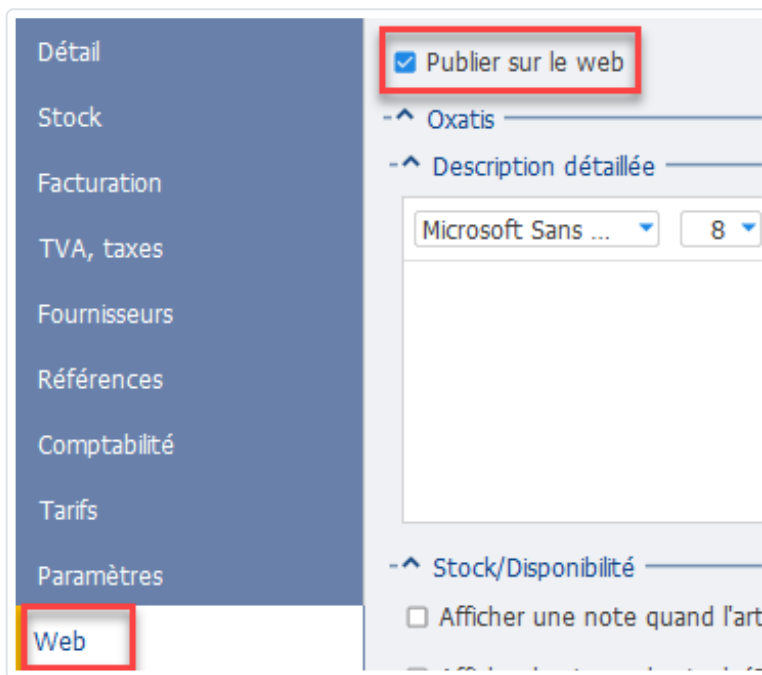 Détail
Stock
Facturation
TVA, taxes
Fournisseurs
Références
Comptabilité
Tarifs
Paramètres
Web
Publier sur le web
Oxatis
Description détaillée
Microsoft Sans ... 8
Stock/Disponibilité
Afficher une note quand l'art